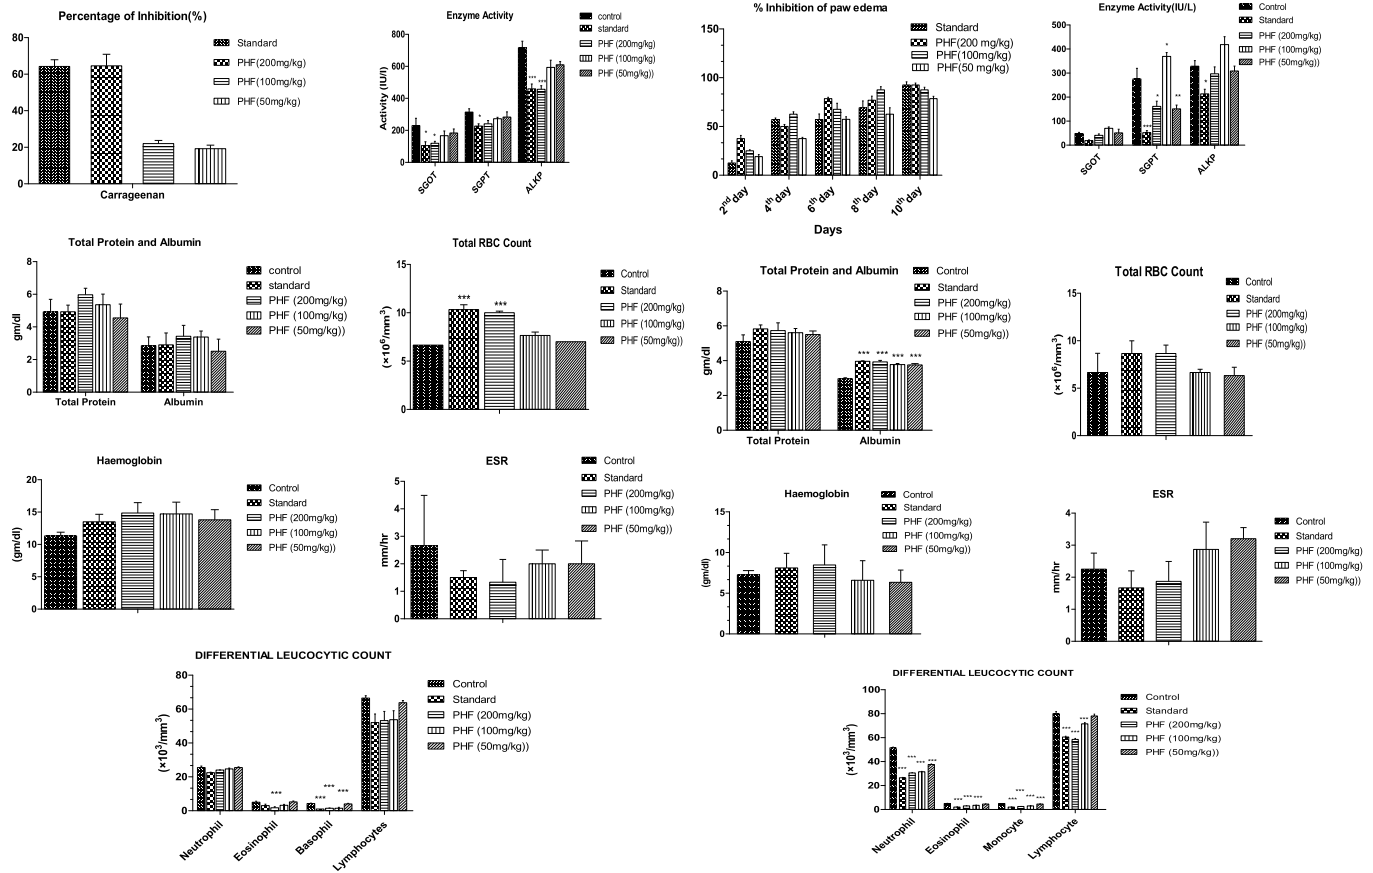 Percentage of Inhibition(%)
80
60
40
20
0
Carrageenan
Standard
PHF(200mg/kg)
PHF(100mg/kg)
PHF(50mg/kg)
Enzyme Activity
Activity (IU/l)
800
600
400
200
0
* * * *** ***
SGOT SGPT ALKP
control
standard
PHF (200mg/kg)
PHF (100mg/kg)
PHF (50mg/kg))
% Inhibition of paw edema
150
100
50
0
2nd day 4th day 6th day 8th day 10th day
Days
Standard
PHF(200 mg/kg)
PHF(100mg/kg)
PHF(50 mg/kg)
Enzyme Activity(IU/L)
500
400
300
200
100
0
*** * * ** *
SGOT SGPT ALKP
Control
Standard
PHF (200mg/kg)
PHF (100mg/kg)
PHF (50mg/kg))
Total Protein and Albumin
gm/dl
8
6
4
2
0
Total Protein Albumin
control
standard
PHF (200mg/kg)
PHF (100mg/kg)
PHF (50mg/kg))
Total RBC Count
(×10⁶/mm³)
15
10
5
0
*** ***
Control
Standard
PHF (200mg/kg)
PHF (100mg/kg)
PHF (50mg/kg))
Total Protein and Albumin
gm/dl
8
6
4
2
0
*** *** *** ***
Total Protein Albumin
Control
Standard
PHF (200mg/kg)
PHF (100mg/kg)
PHF (50mg/kg))
Total RBC Count
(×10⁶/mm³)
15
10
5
0
Control
Standard
PHF (200mg/kg)
PHF (100mg/kg)
PHF (50mg/kg))
Haemoglobin
(gm/dl)
20
15
10
5
0
Control
Standard
PHF (200mg/kg)
PHF (100mg/kg)
PHF (50mg/kg))
ESR
mm/hr
5
4
3
2
1
0
Control
Standard
PHF (200mg/kg)
PHF (100mg/kg)
PHF (50mg/kg))
Haemoglobin
(gm/dl)
15
10
5
0
Control
Standard
PHF (200mg/kg)
PHF (100mg/kg)
PHF (50mg/kg))
ESR
mm/hr
4
3
2
1
0
Control
Standard
PHF (200mg/kg)
PHF (100mg/kg)
PHF (50mg/kg))
DIFFERENTIAL LEUCOCYTIC COUNT
(×10³/mm³)
80
60
40
20
0
*** *** *** ***
Neutrophil Eosinophil Basophil Lymphocytes
Control
Standard
PHF (200mg/kg)
PHF (100mg/kg)
PHF (50mg/kg))
DIFFERENTIAL LEUCOCYTIC COUNT
(×10³/mm³)
100
80
60
40
20
0
*** *** *** *** *** *** *** *** *** *** *** *** *** *** ***
Neutrophil Eosinophil Monocyte Lymphocyte
Control
Standard
PHF (200mg/kg)
PHF (100mg/kg)
PHF (50mg/kg))